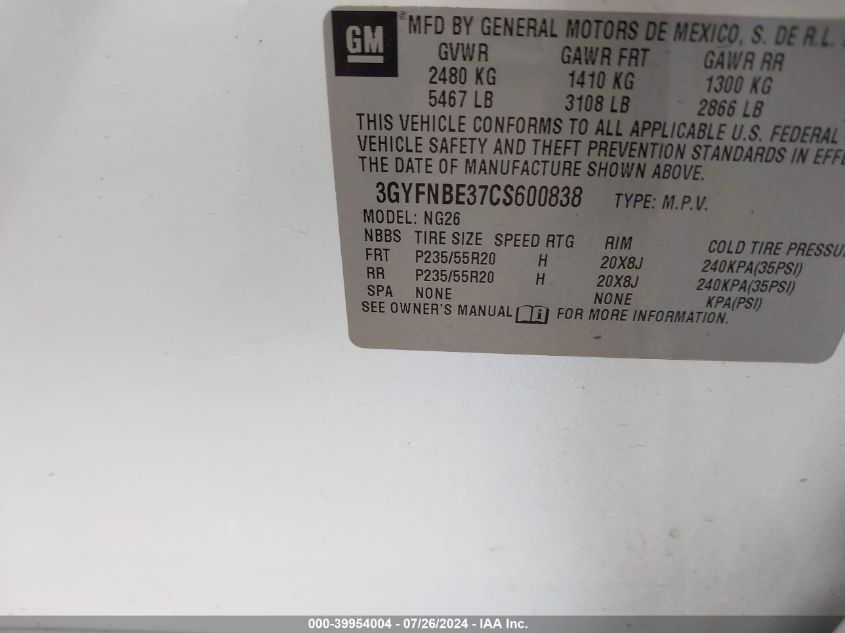 GM ® MFD BY GENERAL MOTORS DE MEXICO, S. DE R.L.
GVWR GAWR FRT GAWR RR
2480 KG 1410 KG 1300 KG
5467 LB 3108 LB 2866 LB
THIS VEHICLE CONFORMS TO ALL APPLICABLE U.S. FEDERAL
VEHICLE SAFETY AND THEFT PREVENTION STANDARDS IN EFFE
THE DATE OF MANUFACTURE SHOWN ABOVE.
3GYFNBE37CS600838 TYPE: M.P.V.
MODEL: NG26
NBBS TIRE SIZE SPEED RTG RIM COLD TIRE PRESSU
FRT P235/55R20 H 20X8J 240KPA(35PSI)
RR P235/55R20 H 20X8J 240KPA(35PSI)
SPA NONE NONE KPA(PSI)
SEE OWNER'S MANUAL FOR MORE INFORMATION.
000-39954004 / 07/26/2024 - IAA Inc.